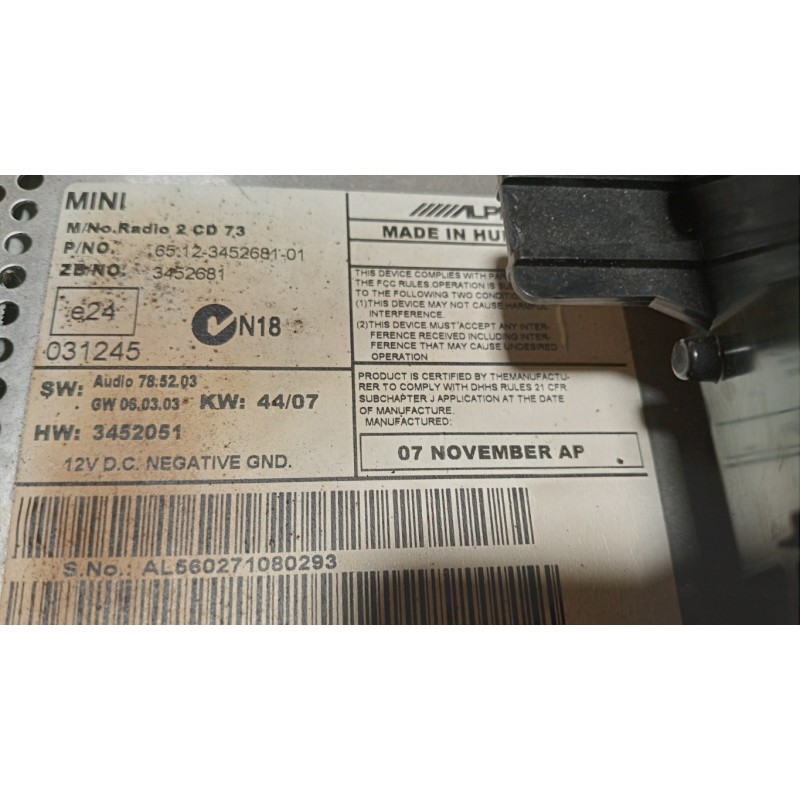 MINI
M/No. Radio 2 CD 73
P/NO. 65.12-3452681-01
ZB NO. 3452681
e24
N18
031245
SW: Audio 78.52.03
GW 06.03.03 KW: 44/07
HW: 3452051
12V D.C. NEGATIVE GND.
MADE IN
THIS DEVICE COMPLIES WITH
THE FCC RULES.OPERATION IS
TO THE FOLLOWING TWO
(1)THIS DEVICE MAY NOT CAUSE
INTERFERENCE.
(2)THIS DEVICE MUST ACCEPT ANY INTER-
FERENCE RECEIVED INCLUDING INTER-
FERENCE THAT MAY CAUSE UNDESIRED
OPERATION
PRODUCT IS CERTIFIED BY THEMANUFACTU-
RER TO COMPLY WITH DHHS RULES 21 CFR
SUBCHAPTER J APPLICATION AT THE DATE
OF MANUFACTURE.
MANUFACTURED:
07 NOVEMBER AP
S.No.: AL560271080293